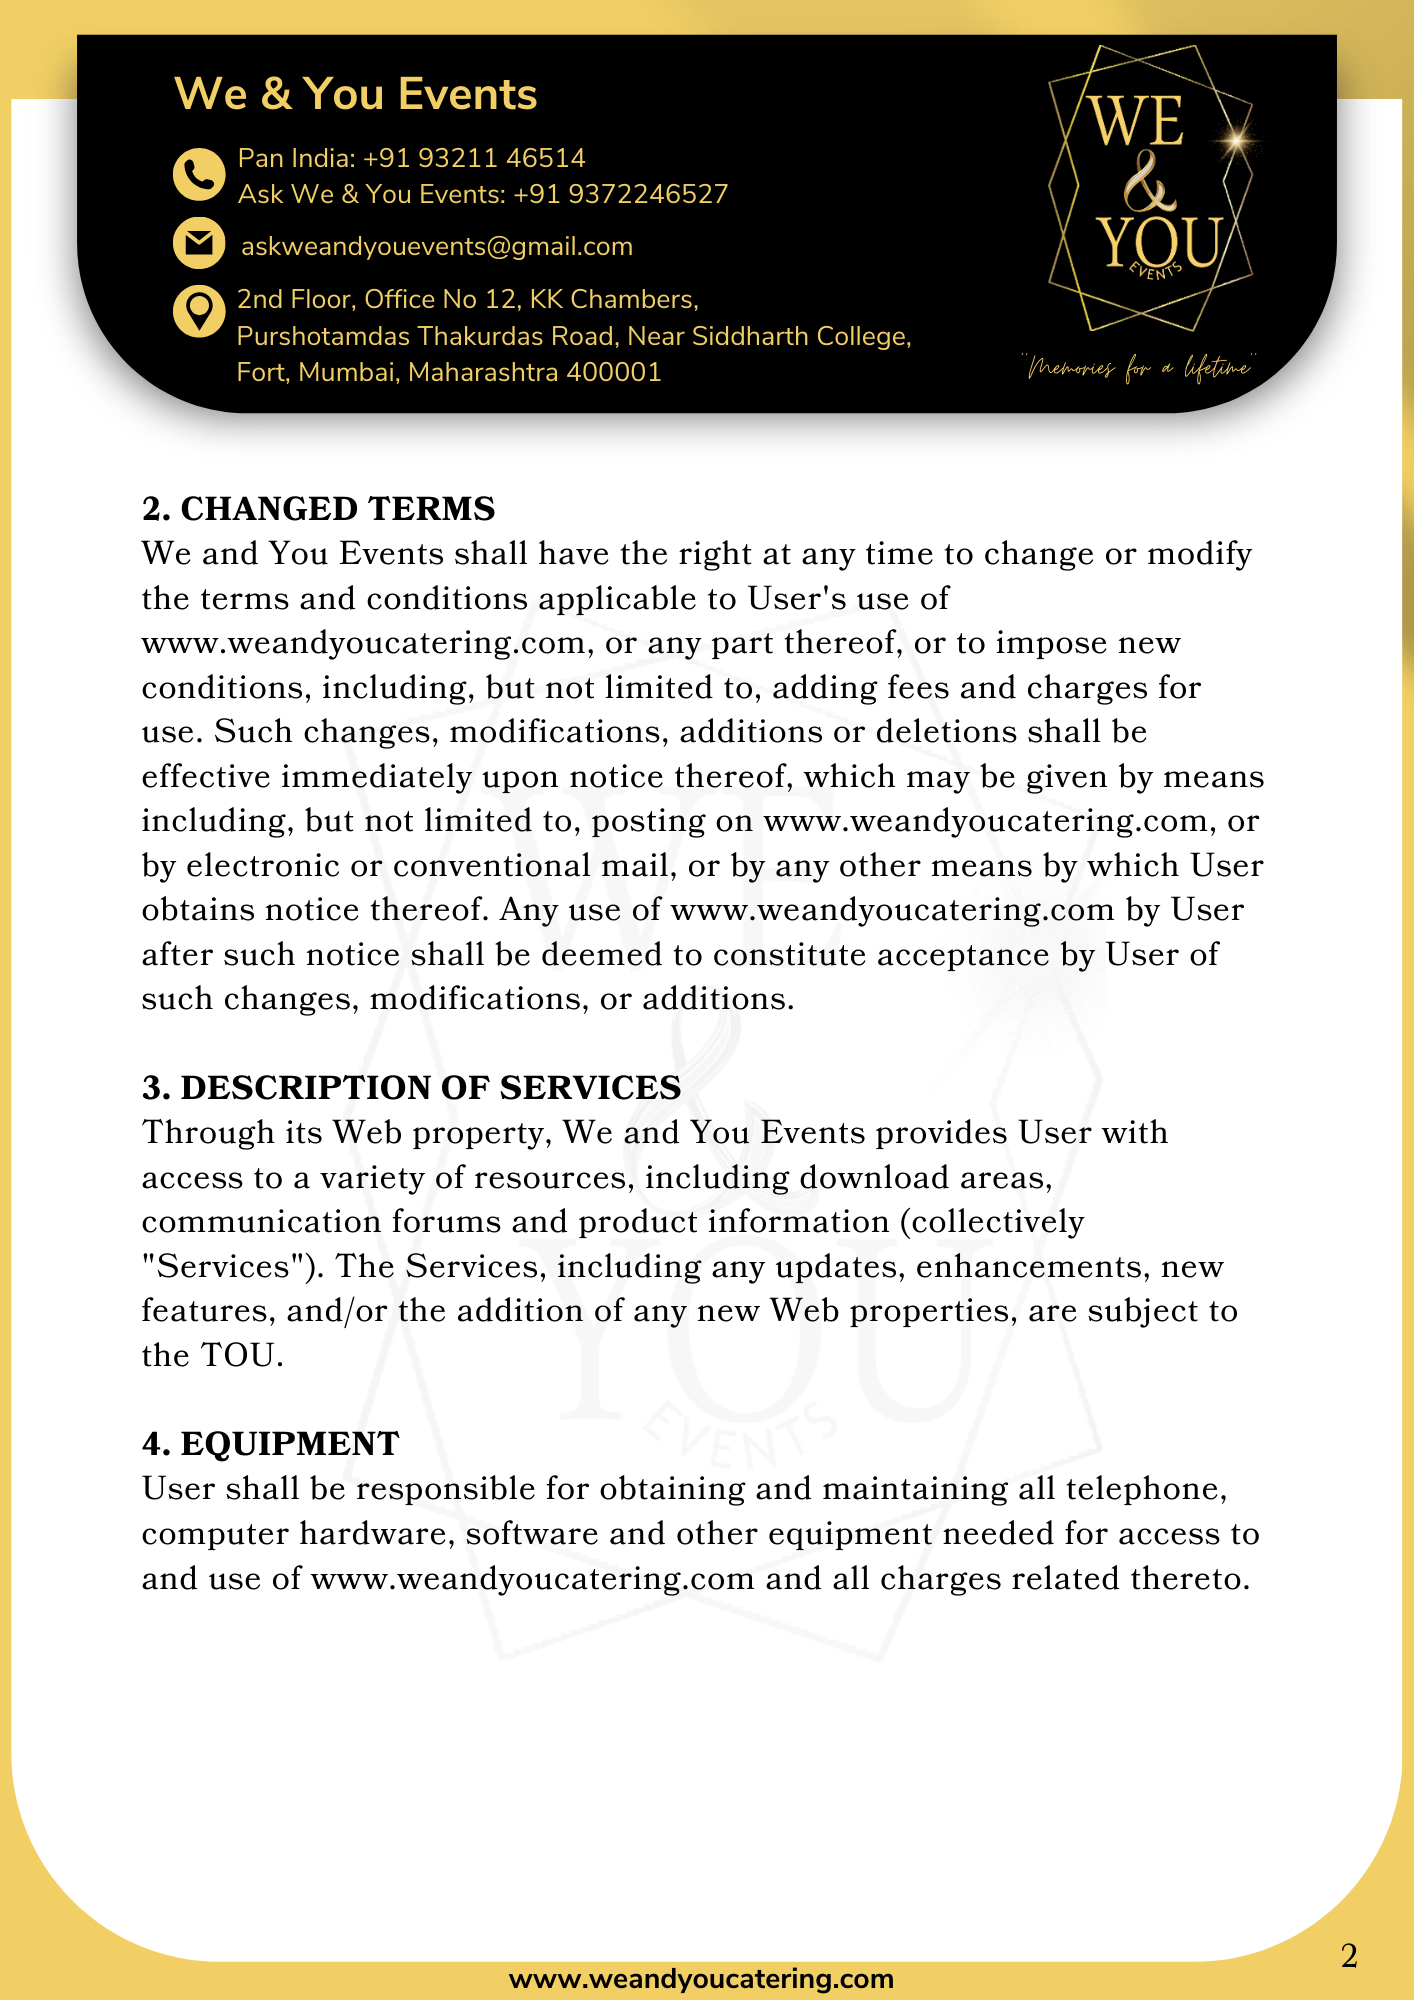 We & You Events
Pan India: +91 93211 46514
Ask We & You Events: +91 9372246527
askweandyouevents@gmail.com
2nd Floor, Office No 12, KK Chambers,
Purshotamdas Thakurdas Road, Near Siddharth College,
Fort, Mumbai, Maharashtra 400001
WE
&
YOU
EVENTS
"Memories for a lifetime"
2. CHANGED TERMS
We and You Events shall have the right at any time to change or modify
the terms and conditions applicable to User's use of
www.weandyoucatering.com, or any part thereof, or to impose new
conditions, including, but not limited to, adding fees and charges for
use. Such changes, modifications, additions or deletions shall be
effective immediately upon notice thereof, which may be given by means
including, but not limited to, posting on www.weandyoucatering.com, or
by electronic or conventional mail, or by any other means by which User
obtains notice thereof. Any use of www.weandyoucatering.com by User
after such notice shall be deemed to constitute acceptance by User of
such changes, modifications, or additions.
3. DESCRIPTION OF SERVICES
Through its Web property, We and You Events provides User with
access to a variety of resources, including download areas,
communication forums and product information (collectively
"Services"). The Services, including any updates, enhancements, new
features, and/or the addition of any new Web properties, are subject to
the TOU.
4. EQUIPMENT
User shall be responsible for obtaining and maintaining all telephone,
computer hardware, software and other equipment needed for access to
and use of www.weandyoucatering.com and all charges related thereto.
WE
&
YOU
EVENTS
2
www.weandyoucatering.com